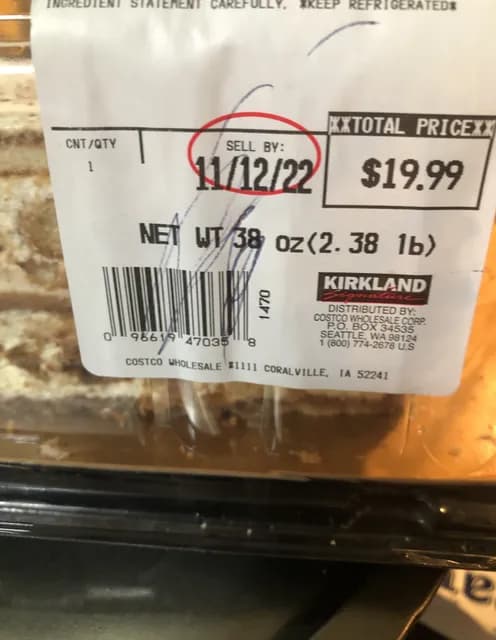 INGREDIENT STATEMENT CAREFULLY. *KEEP REFRIGERATED*
CNT/QTY
1
SELL BY:
11/12/22
**TOTAL PRICE**
$19.99
NET WT 38 oz(2.38 lb)
0 96619 47035 8
1470
KIRKLAND
Signature
DISTRIBUTED BY:
COSTCO WHOLESALE CORP.
P.O. BOX 34535
SEATTLE, WA 98124
1 (800) 774-2678 U.S
COSTCO WHOLESALE #1111 CORALVILLE, IA 52241